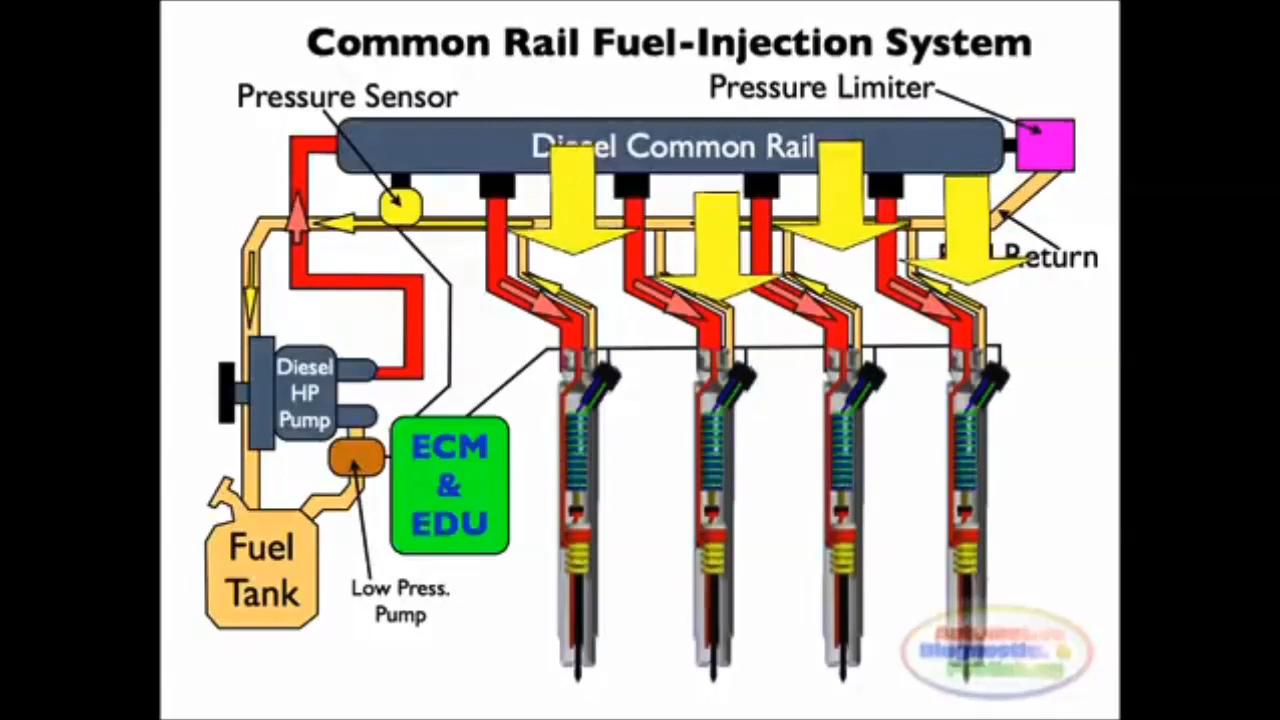 Common Rail Fuel-Injection System
Pressure Sensor
Pressure Limiter
Diesel Common Rail
Return
Diesel
HP
Pump
ECM
&
EDU
Fuel
Tank
Low Press.
Pump